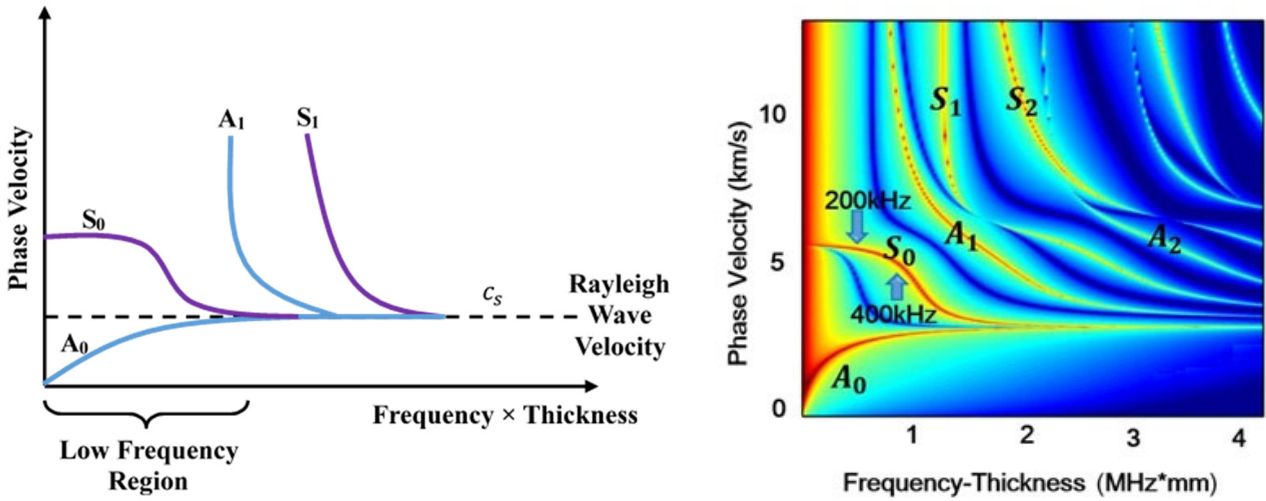 Phase Velocity
A₁
S₁
S₀
cₛ
Rayleigh
Wave
Velocity
A₀
Frequency × Thickness
Low Frequency
Region
Phase Velocity (km/s)
10
5
0
S₁
S₂
200kHz
S₀
A₁
A₂
400kHz
A₀
1
2
3
4
Frequency-Thickness (MHz*mm)